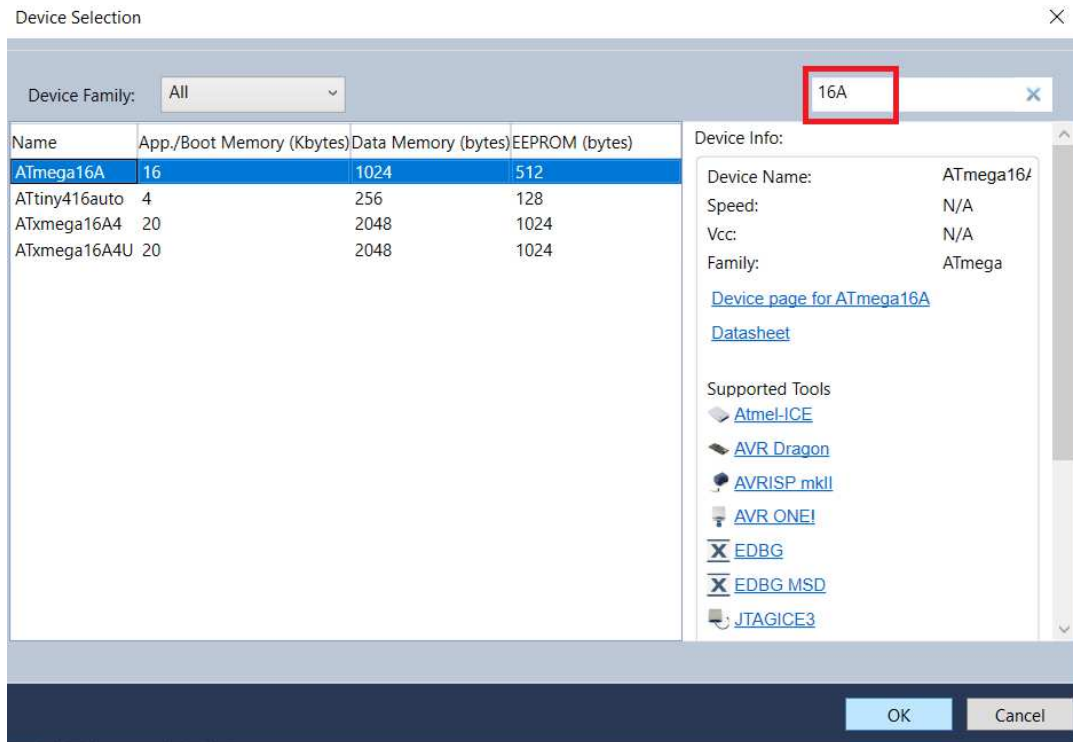 Device Selection
Device Family: All 16A
Name App./Boot Memory (Kbytes) Data Memory (bytes) EEPROM (bytes)
ATmega16A 16 1024 512
ATtiny416auto 4 256 128
ATxmega16A4 20 2048 1024
ATxmega16A4U 20 2048 1024
Device Info:
Device Name: ATmega16A
Speed: N/A
Vcc: N/A
Family: ATmega
Device page for ATmega16A
Datasheet
Supported Tools
Atmel-ICE
AVR Dragon
AVRISP mkII
AVR ONE!
EDBG
EDBG MSD
JTAGICE3
OK Cancel